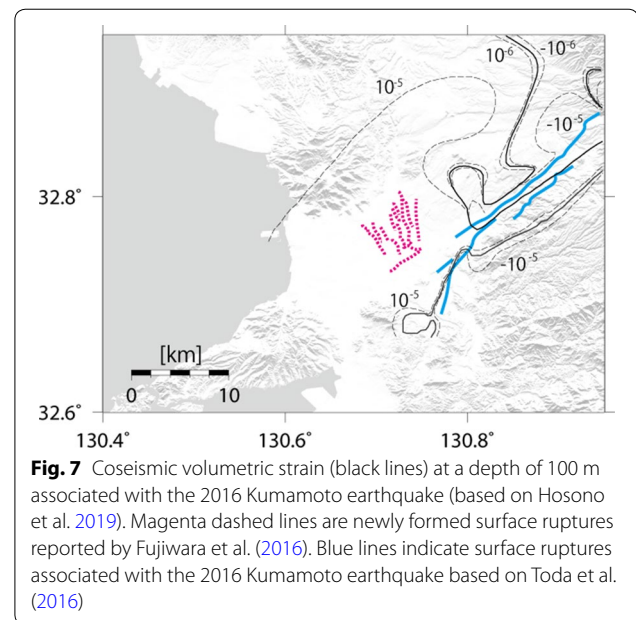 10⁻⁶ -10⁻⁶
10⁻⁵
-10⁻⁵
32.8°
-10⁻⁵
10⁻⁵
[km]
0 10
32.6°
130.4° 130.6° 130.8°
Fig. 7 Coseismic volumetric strain (black lines) at a depth of 100 m
associated with the 2016 Kumamoto earthquake (based on Hosono
et al. 2019). Magenta dashed lines are newly formed surface ruptures
reported by Fujiwara et al. (2016). Blue lines indicate surface ruptures
associated with the 2016 Kumamoto earthquake based on Toda et al.
(2016)